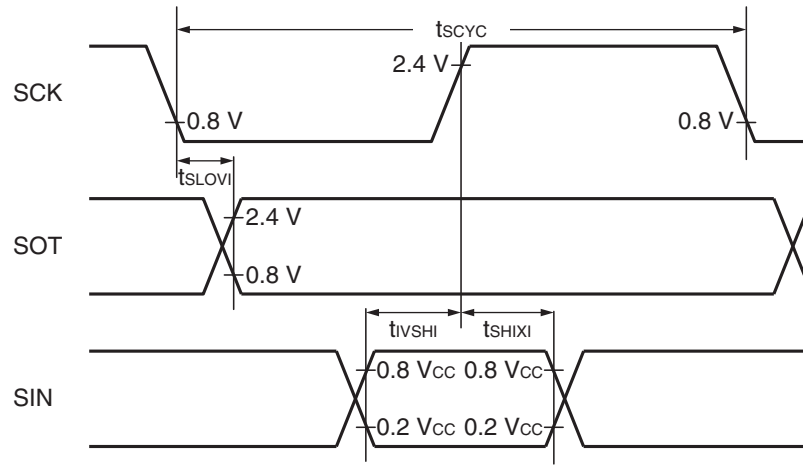 tSCYC
SCK
2.4 V
0.8 V
0.8 V
tSLOVI
SOT
2.4 V
0.8 V
tIVSHI
tSHIXI
SIN
0.8 VCC
0.8 VCC
0.2 VCC
0.2 VCC